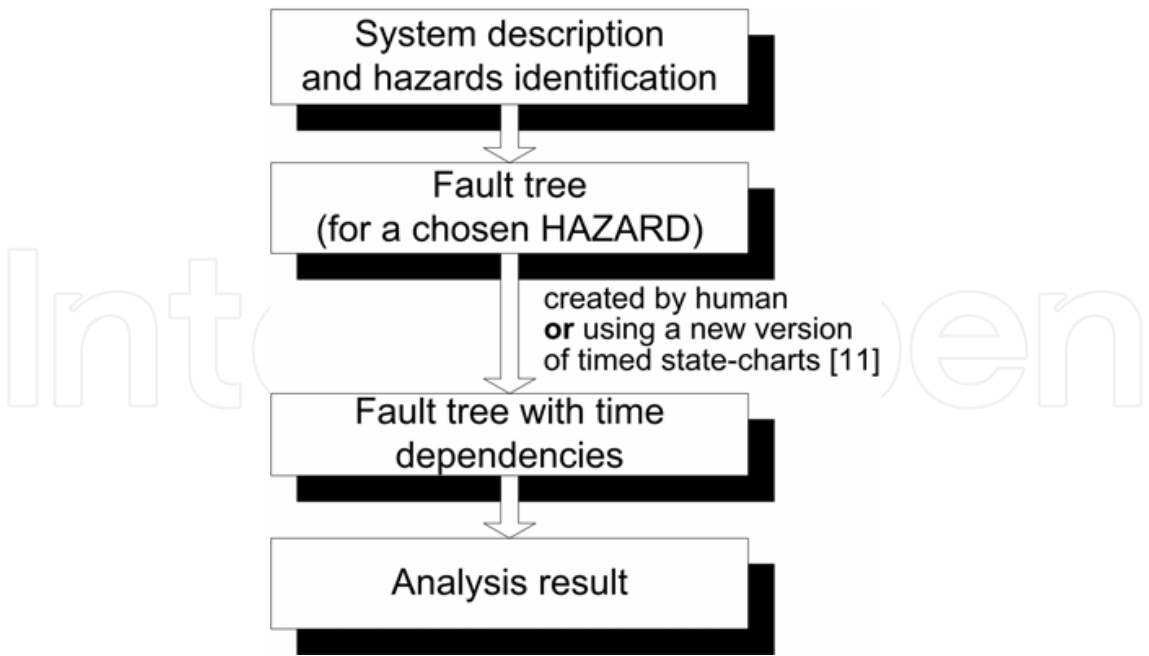 System description
and hazards identification
Fault tree
(for a chosen HAZARD)
created by human
or using a new version
of timed state-charts [11]
Fault tree with time
dependencies
Analysis result